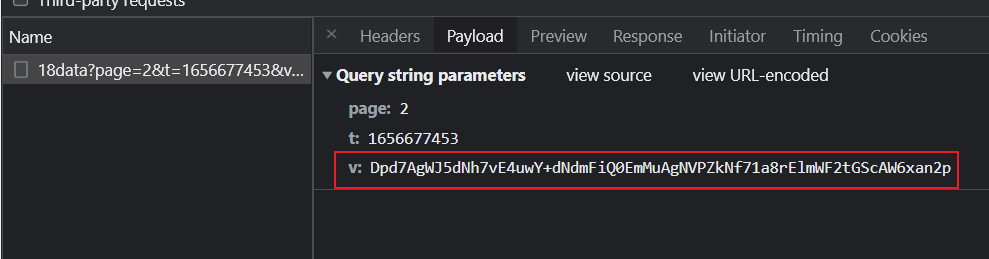 Third-party requests
Name
× Headers Payload Preview Response Initiator Timing Cookies
18data?page=2&t=1656677453&v...
▼ Query string parameters view source view URL-encoded
page: 2
t: 1656677453
v: Dpd7AgWJ5dNh7vE4uwY+dNdmFiQ0EmMuAgNVPZkNf71a8rElmWF2tGScAW6xan2p